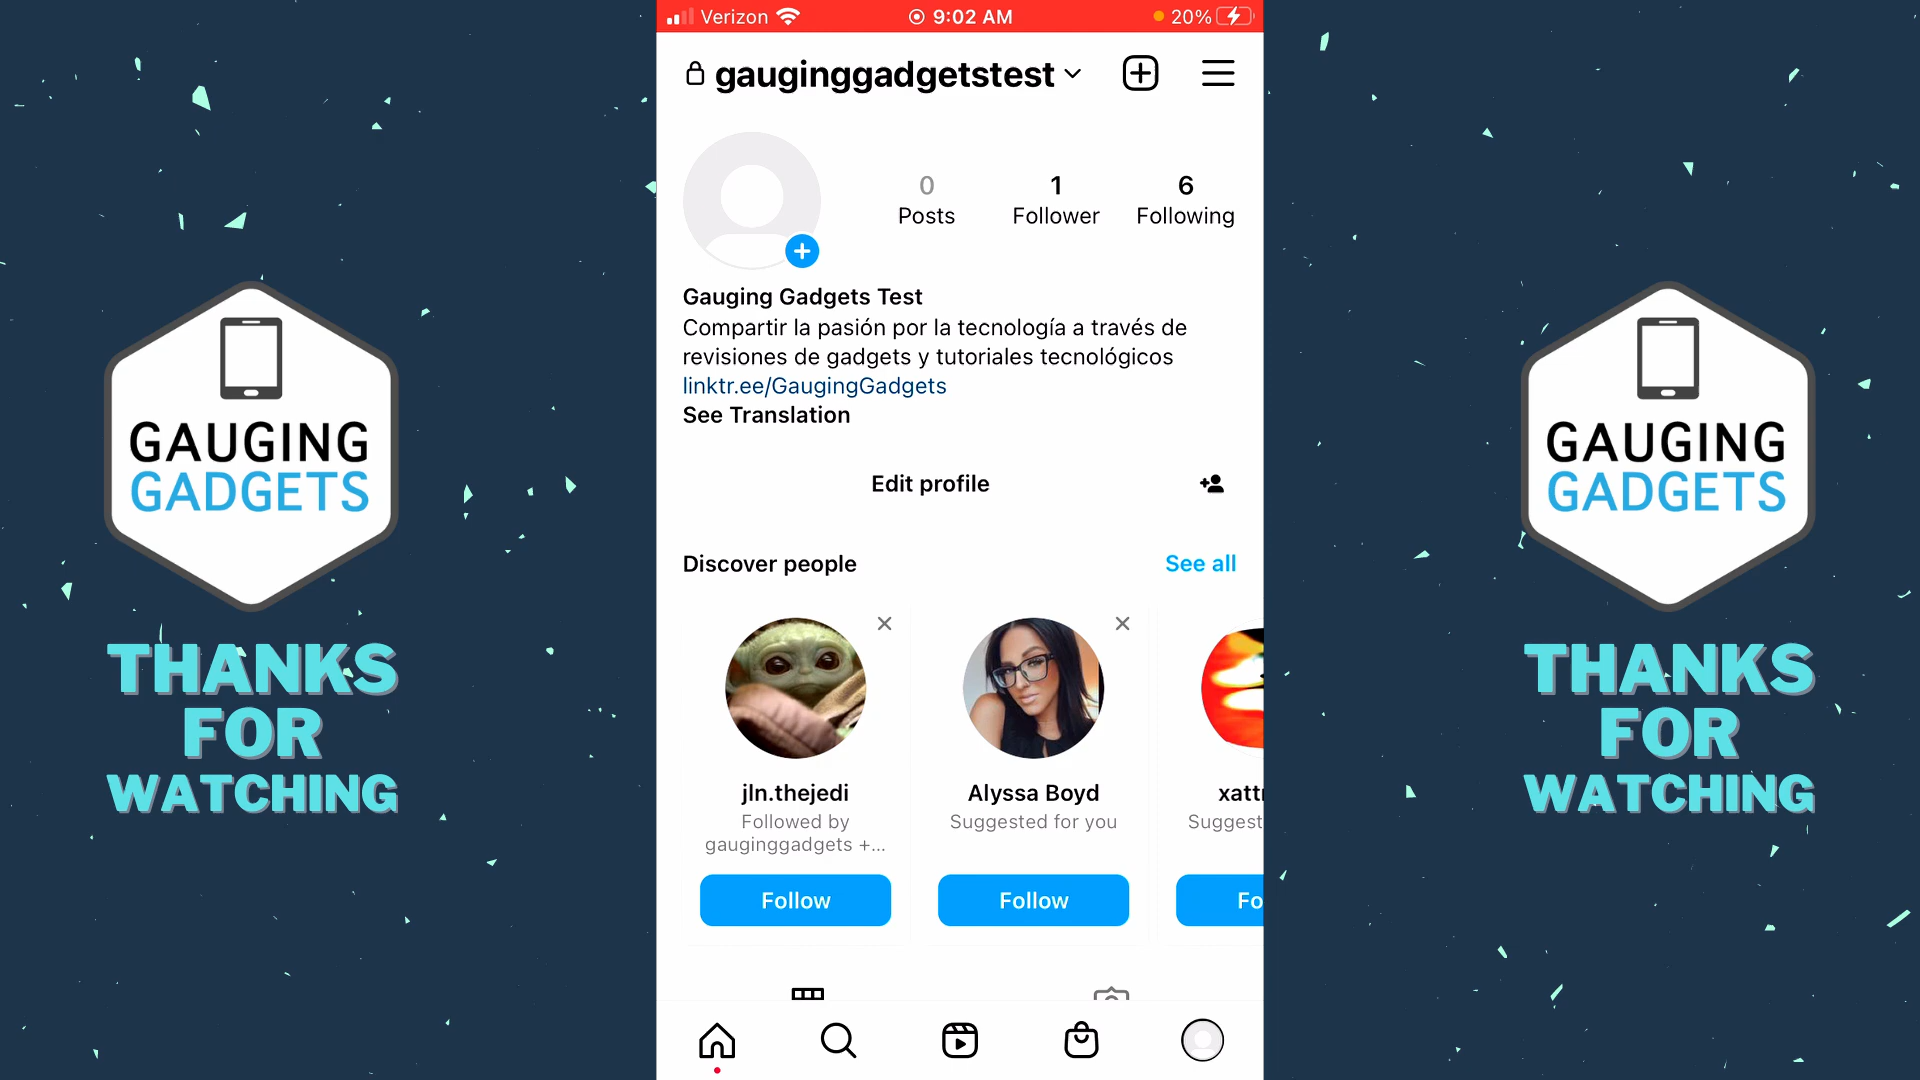 Verizon 9:02 AM 20%
gauginggadgetstest
0 1 6
Posts Follower Following
Gauging Gadgets Test
Compartir la pasión por la tecnología a través de
revisiones de gadgets y tutoriales tecnológicos
linktr.ee/GaugingGadgets
See Translation
Edit profile
Discover people See all
jln.thejedi Alyssa Boyd xatt
Followed by Suggested for you Suggest
gauginggadgets +...
Follow Follow Fo
GAUGING
GADGETS
THANKS
FOR
WATCHING
GAUGING
GADGETS
THANKS
FOR
WATCHING